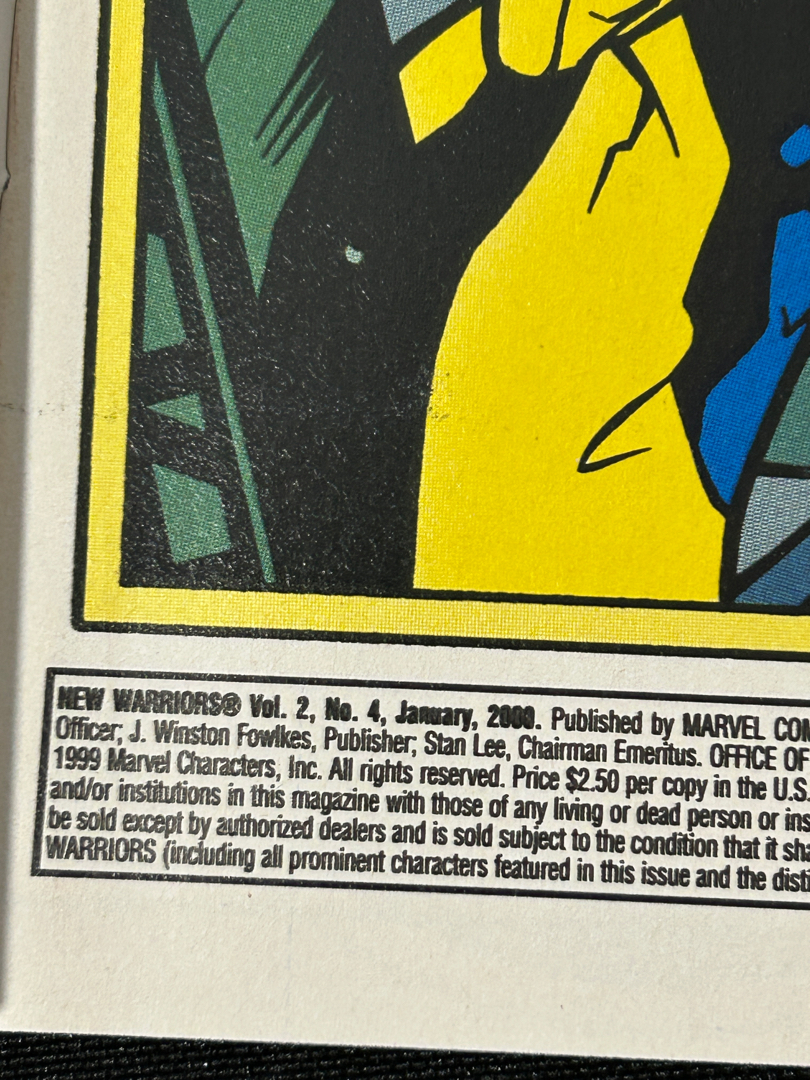 NEW WARRIORS® Vol. 2, No. 4, January, 2000. Published by MARVEL COM
Officer; J. Winston Fowlkes, Publisher; Stan Lee, Chairman Emeritus. OFFICE OF
1999 Marvel Characters, Inc. All rights reserved. Price $2.50 per copy in the U.S.
and/or institutions in this magazine with those of any living or dead person or ins
be sold except by authorized dealers and is sold subject to the condition that it sha
WARRIORS (including all prominent characters featured in this issue and the disti